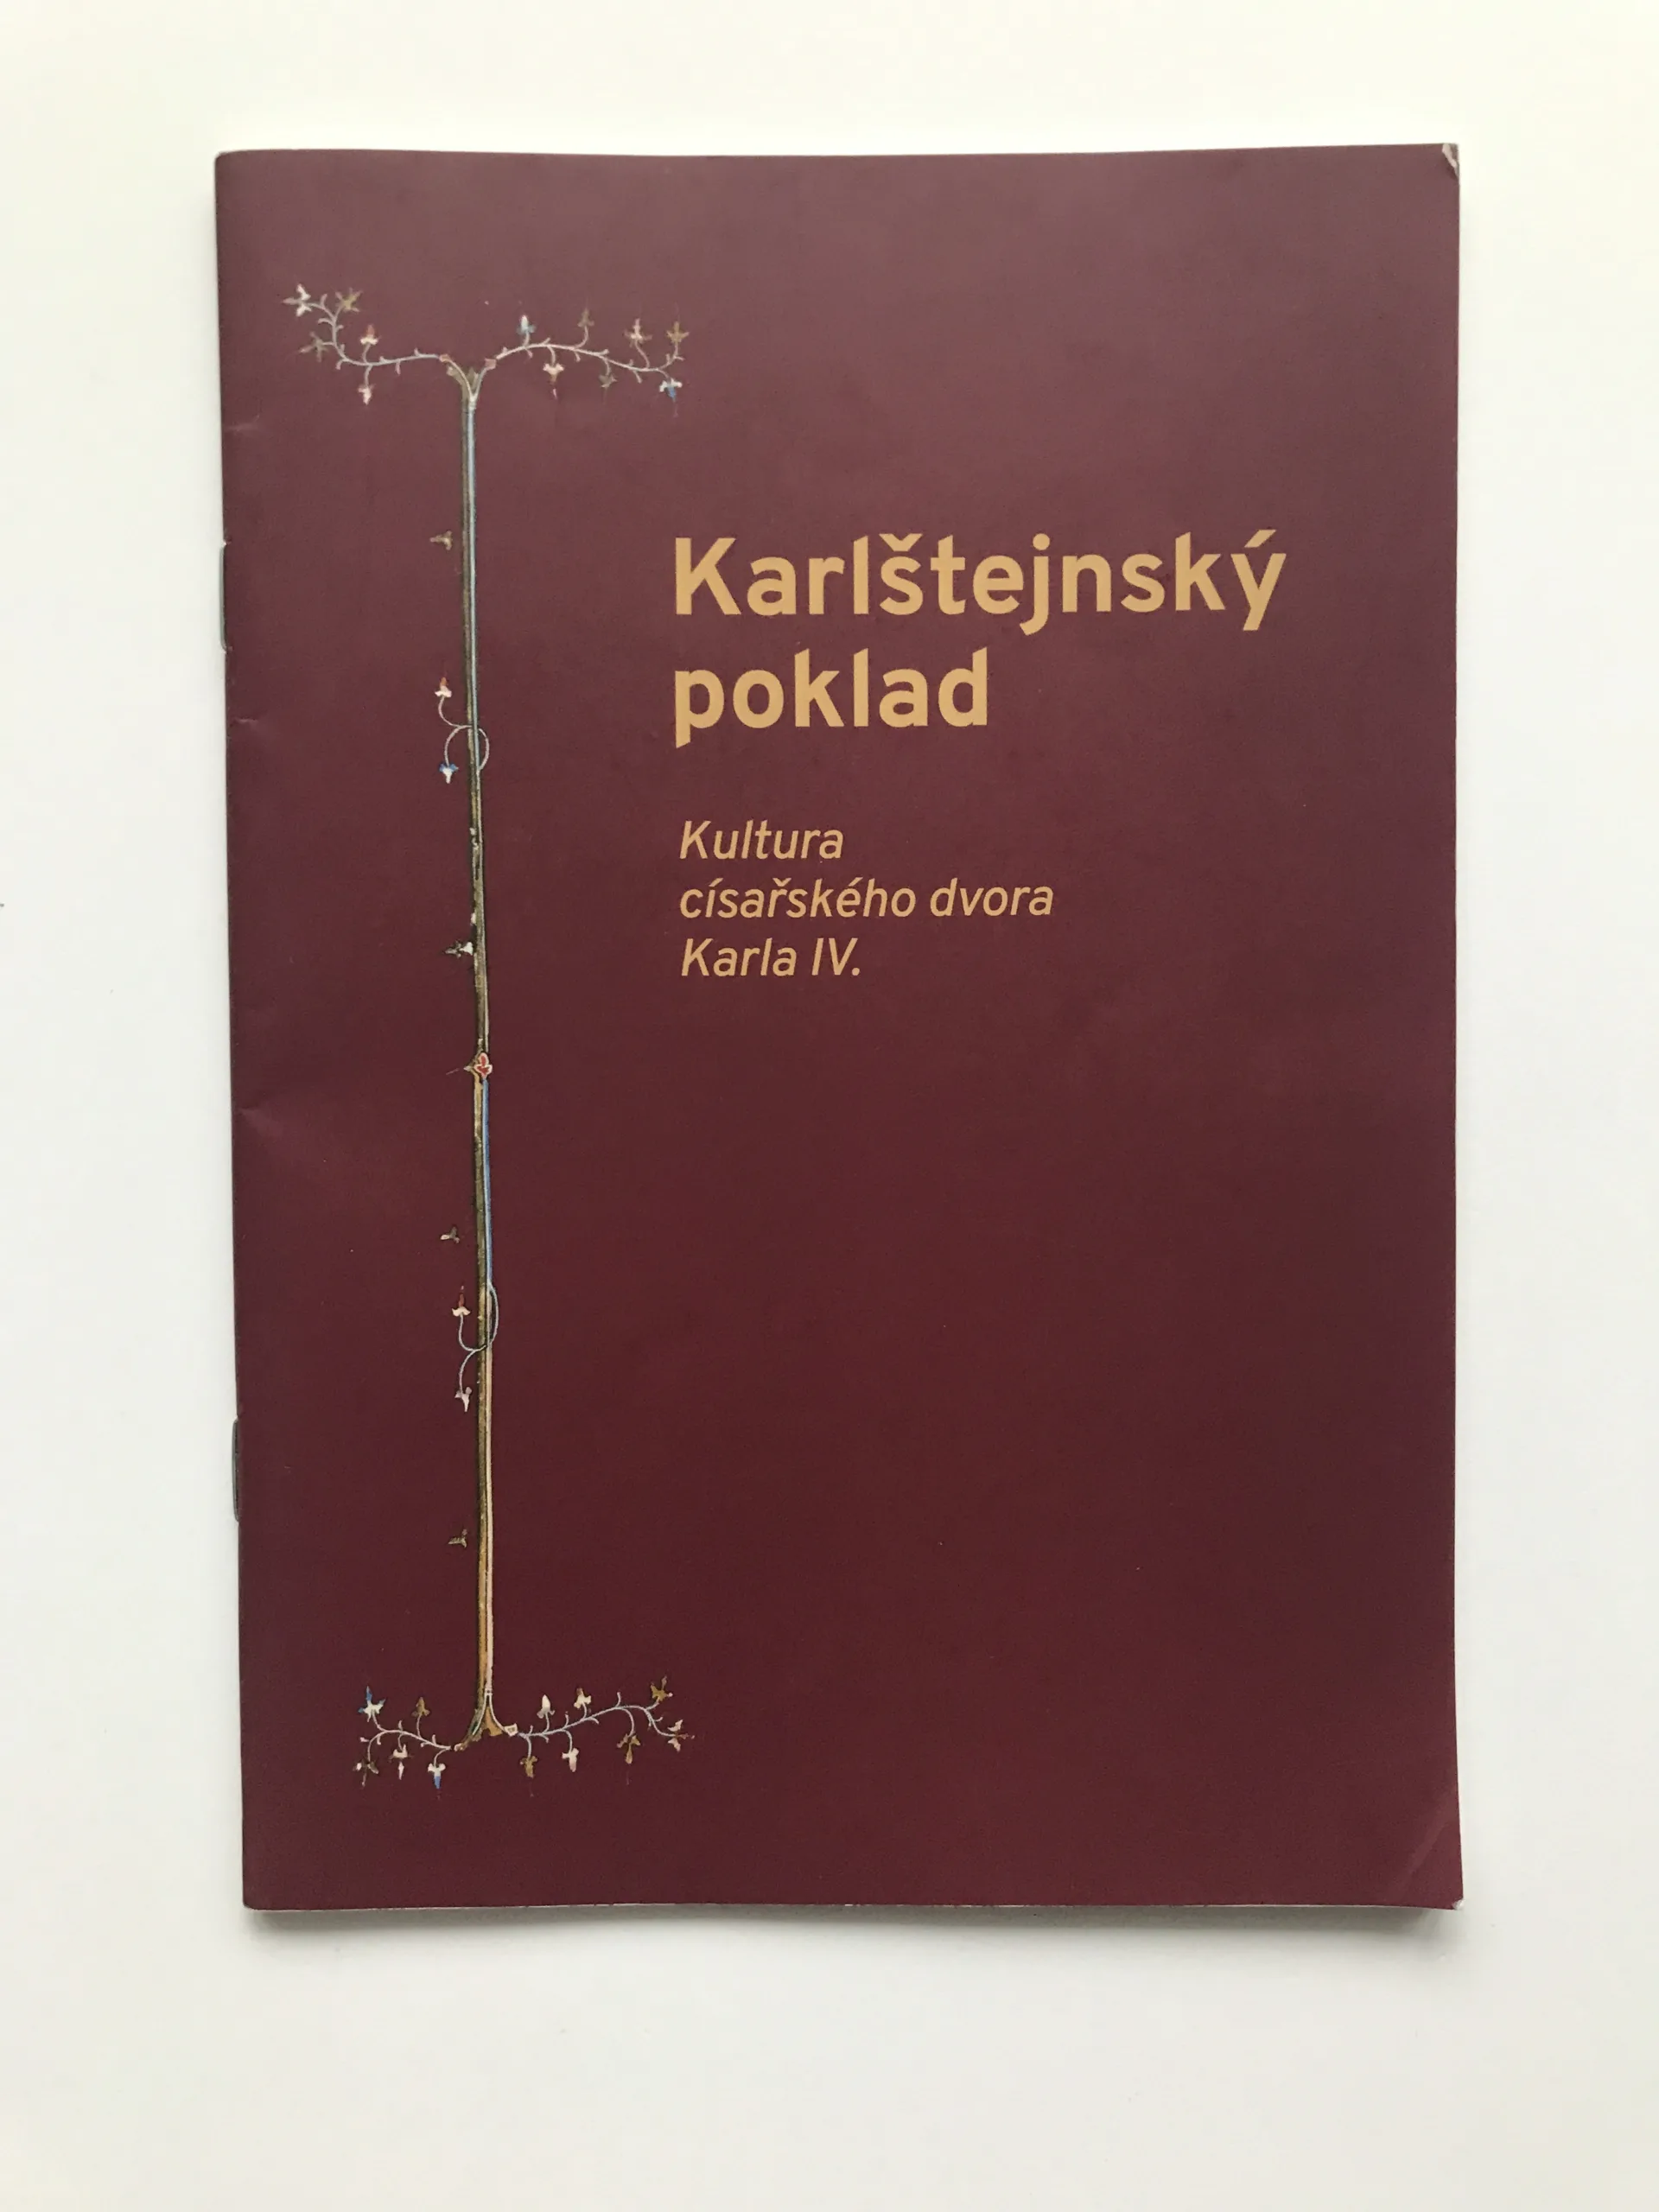 Karlštejnský
poklad
Kultura
císařského dvora
Karla IV.